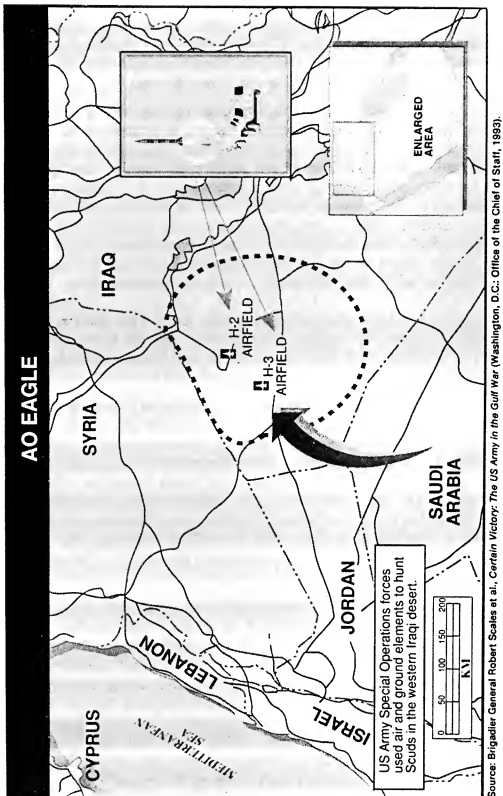 AO EAGLE
CYPRUS
MEDITERRANEAN
SEA
LEBANON
ISRAEL
SYRIA
IRAQ
JORDAN
SAUDI
ARABIA
H-2
AIRFIELD
H-3
AIRFIELD
ENLARGED
AREA
US Army Special Operations forces
used air and ground elements to hunt
Scuds in the western Iraqi desert.
0 50 100 150 200
KM
Source: Brigadier General Robert Scales et al., Certain Victory: The US Army in the Gulf War (Washington, D.C.: Office of the Chief of Staff, 1993).